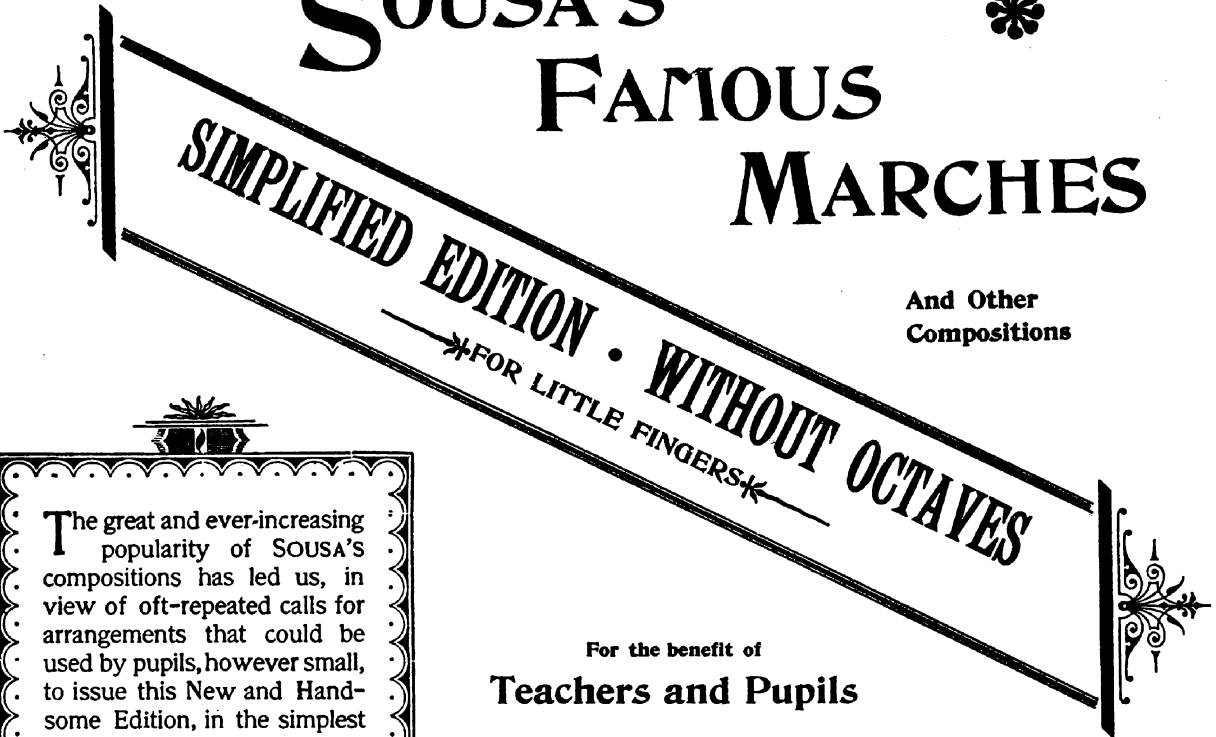 SOUSA'S
FAMOUS
MARCHES
SIMPLIFIED EDITION • WITHOUT OCTAVES
FOR LITTLE FINGERS
And Other
Compositions
The great and ever-increasing
popularity of SOUSA'S
compositions has led us, in
view of oft-repeated calls for
arrangements that could be
used by pupils, however small,
to issue this New and Hand-
some Edition, in the simplest
For the benefit of
Teachers and Pupils